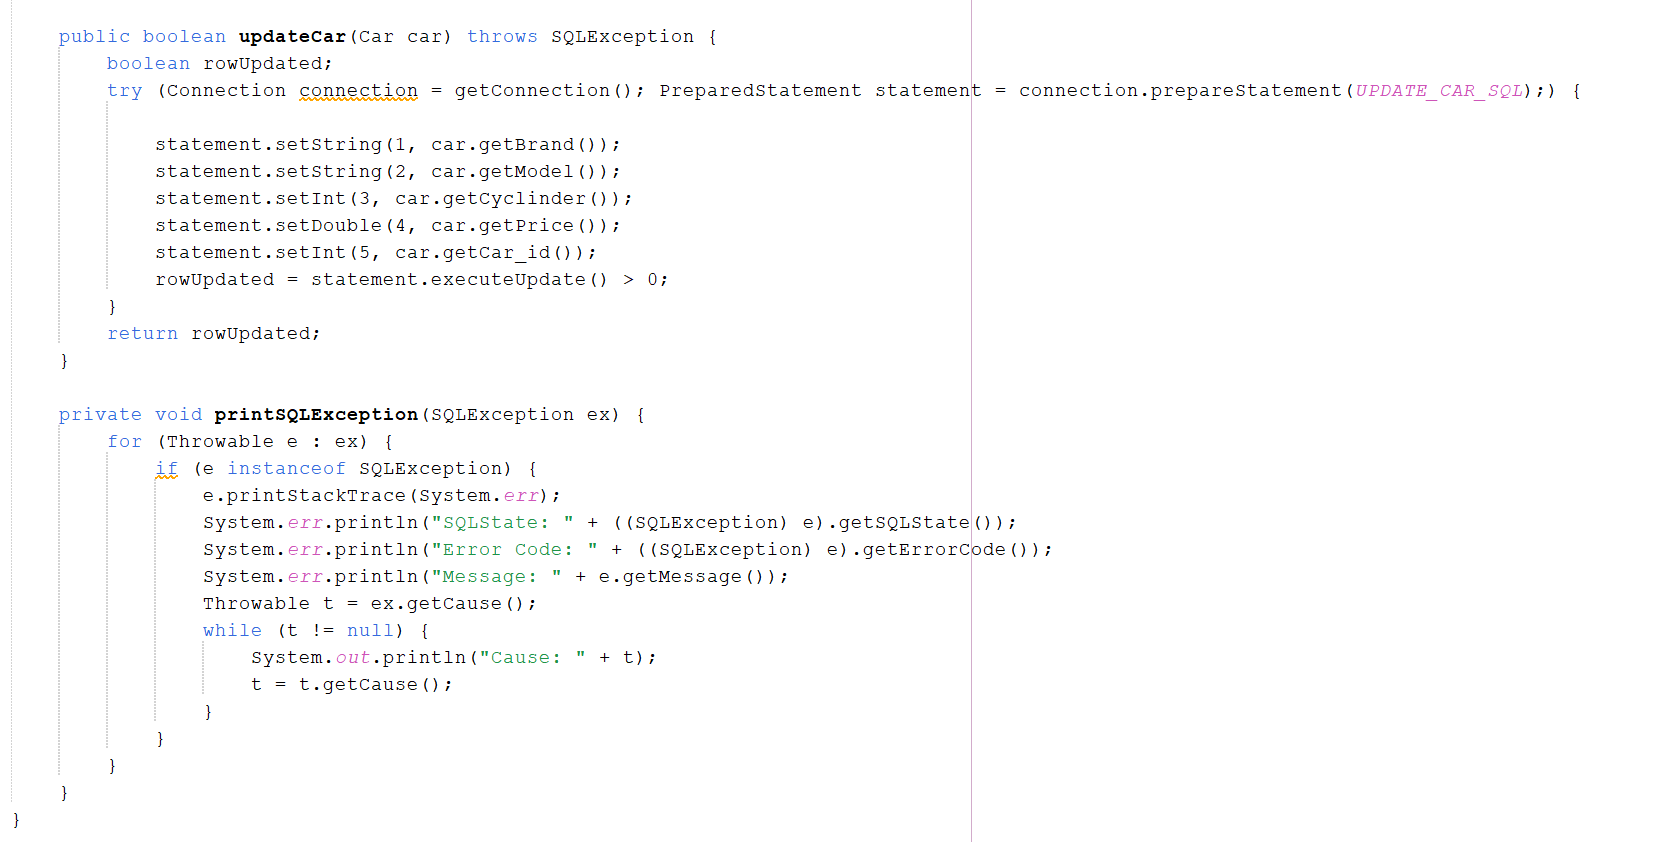 public boolean updateCar(Car car) throws SQLException {
boolean rowUpdated;
try (Connection connection = getConnection(); PreparedStatement statement = connection.prepareStatement(UPDATE_CAR_SQL);) {
statement.setString(1, car.getBrand());
statement.setString(2, car.getModel());
statement.setInt(3, car.getCyclinder());
statement.setDouble(4, car.getPrice());
statement.setInt(5, car.getCar_id());
rowUpdated = statement.executeUpdate() > 0;
}
return rowUpdated;
}
private void printSQLException(SQLException ex) {
for (Throwable e : ex) {
if (e instanceof SQLException) {
e.printStackTrace(System.err);
System.err.println("SQLState: " + ((SQLException) e).getSQLState());
System.err.println("Error Code: " + ((SQLException) e).getErrorCode());
System.err.println("Message: " + e.getMessage());
Throwable t = ex.getCause();
while (t != null) {
System.out.println("Cause: " + t);
t = t.getCause();
}
}
}
}
}